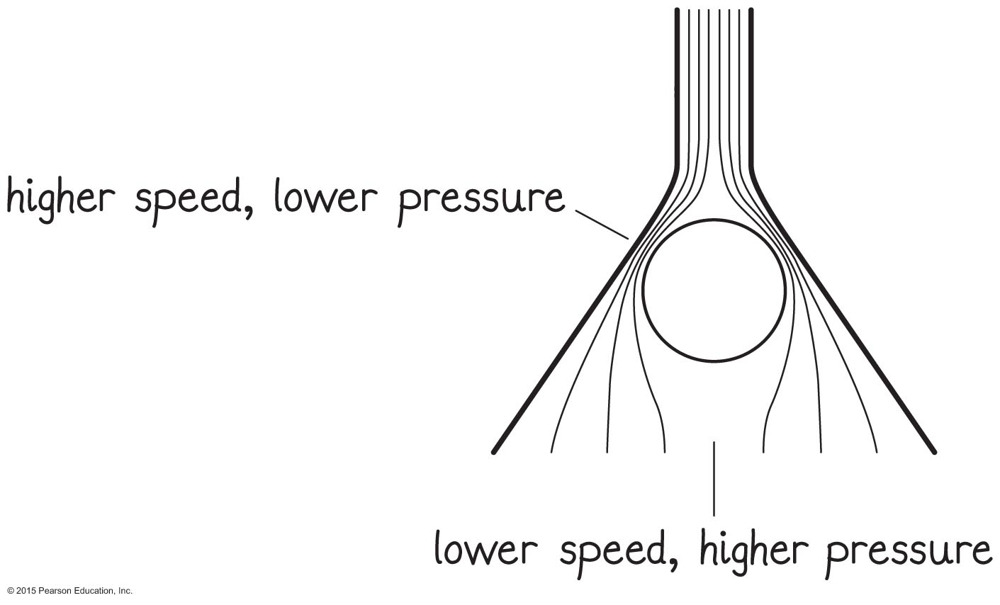 higher speed, lower pressure
lower speed, higher pressure
© 2015 Pearson Education, Inc.